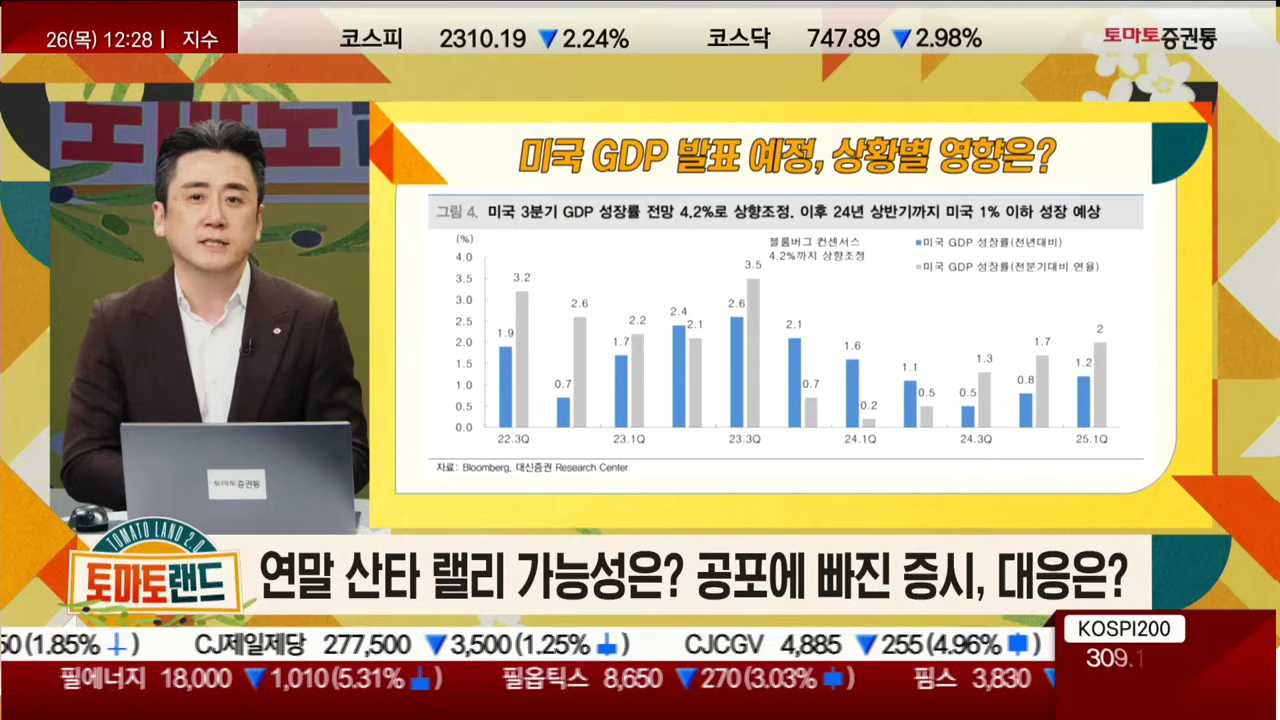 26(목) 12:28 | 지수
코스피 2310.19 ▼2.24%
코스닥 747.89 ▼2.98%
토마토증권통
미국 GDP 발표 예정, 상황별 영향은?
그림 4. 미국 3분기 GDP 성장률 전망 4.2%로 상향조정. 이후 24년 상반기까지 미국 1% 이하 성장 예상
(%)
블룸버그 컨센서스
4.2%까지 상향조정
■미국 GDP 성장률(전년대비)
■미국 GDP 성장률(전분기대비 연율)
4.0
3.5
3.0
2.5
2.0
1.5
1.0
0.5
0.0
1.9 3.2
0.7 2.6
1.7 2.2
2.4 2.1
2.6 3.5
2.1 0.7
1.6 0.2
1.1 0.5
0.5 1.3
0.8 1.7
1.2 2
22.3Q 23.1Q 23.3Q 24.1Q 24.3Q 25.1Q
자료: Bloomberg, 대신증권 Research Center
토마토증권통
TOMATO LAND 2.0
토마토랜드
연말 산타 랠리 가능성은? 공포에 빠진 증시, 대응은?
50 (1.85% ↓) CJ제일제당 277,500 ▼3,500 (1.25% ↓) CJCGV 4,885 ▼255 (4.96% )
KOSPI200
309.1
필에너지 18,000 ▼1,010 (5.31% ) 필옵틱스 8,650 ▼270 (3.03% ) 핌스 3,830 ▼